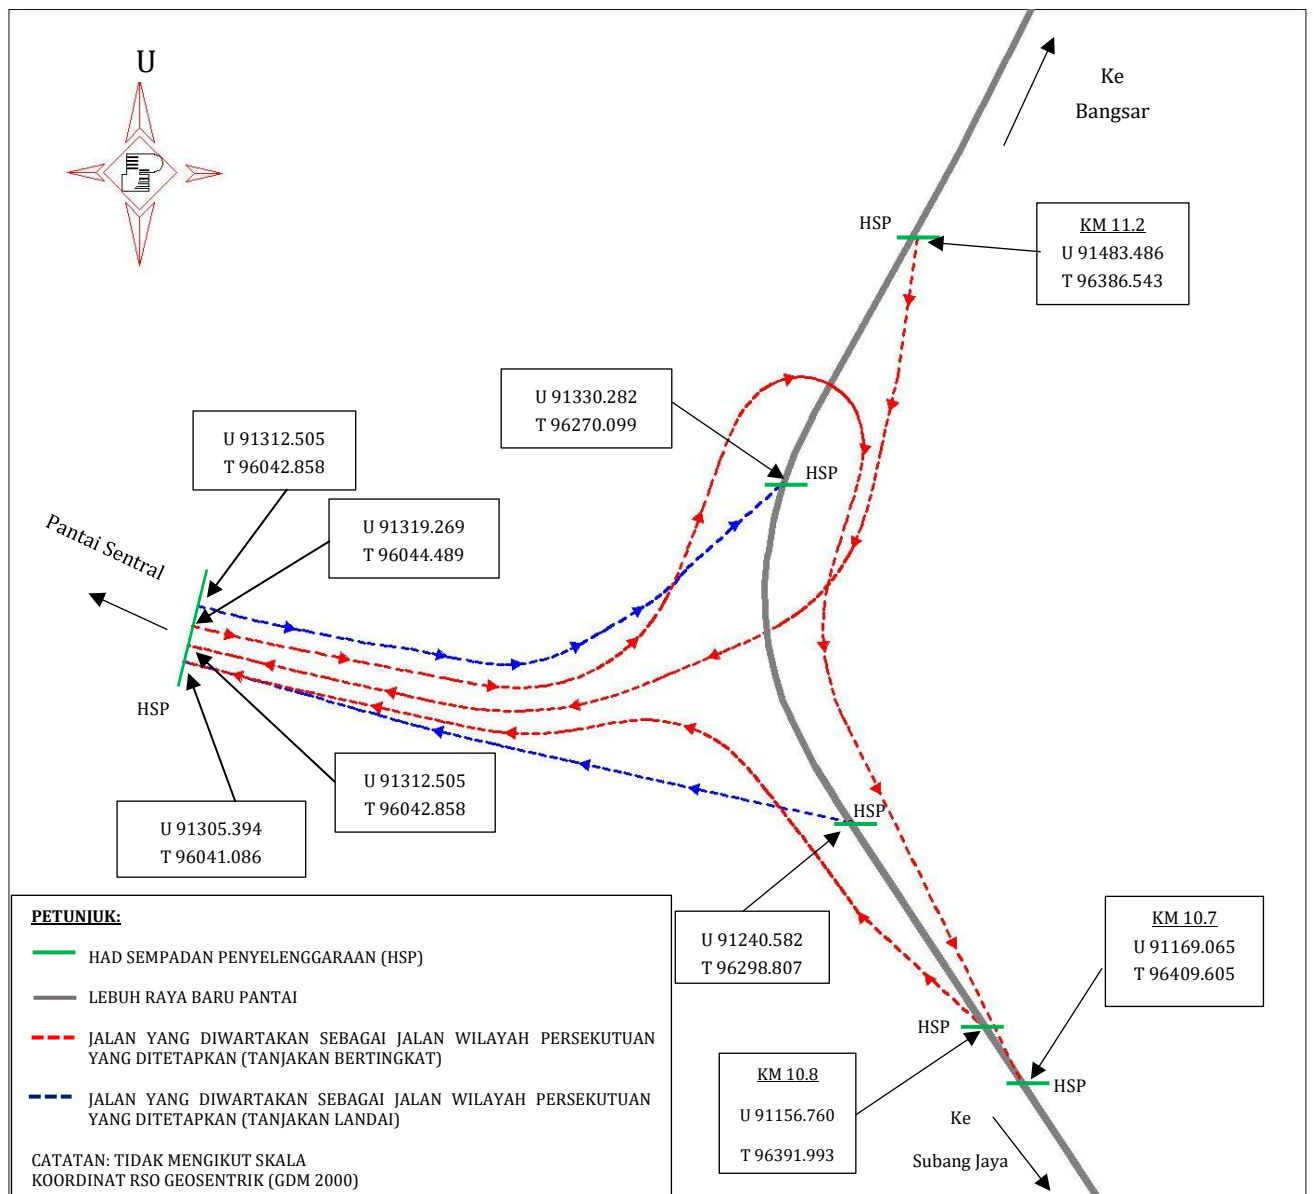 U
Ke
Bangsar
HSP
KM 11.2
U 91483.486
T 96386.543
U 91330.282
T 96270.099
HSP
U 91312.505
T 96042.858
U 91319.269
T 96044.489
Pantai Sentral
HSP
U 91312.505
T 96042.858
U 91305.394
T 96041.086
HSP
U 91240.582
T 96298.807
KM 10.7
U 91169.065
T 96409.605
HSP
HSP
KM 10.8
U 91156.760
T 96391.993
Ke
Subang Jaya
PETUNJUK:
HAD SEMPADAN PENYELENGGARAAN (HSP)
LEBUH RAYA BARU PANTAI
JALAN YANG DIWARTAKAN SEBAGAI JALAN WILAYAH PERSEKUTUAN
YANG DITETAPKAN (TANJAKAN BERTINGKAT)
JALAN YANG DIWARTAKAN SEBAGAI JALAN WILAYAH PERSEKUTUAN
YANG DITETAPKAN (TANJAKAN LANDAI)
CATATAN: TIDAK MENGIKUT SKALA
KOORDINAT RSO GEOSENTRIK (GDM 2000)